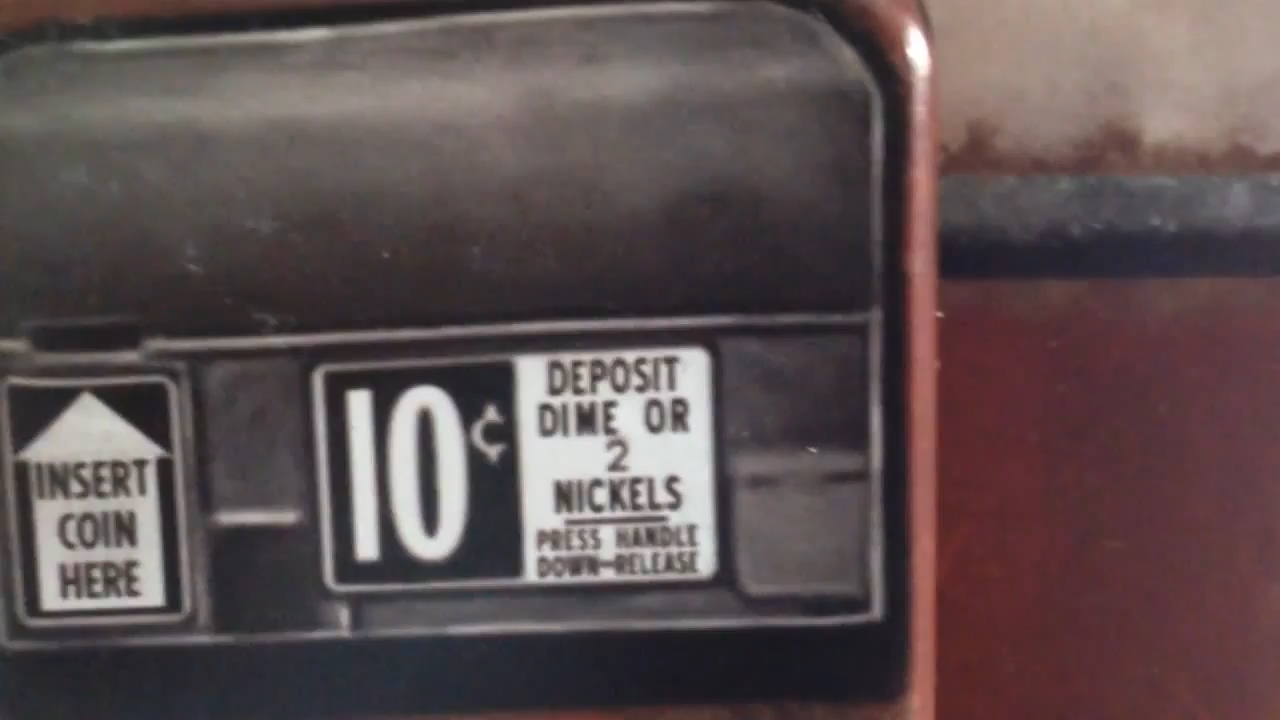 INSERT
COIN
HERE
10¢
DEPOSIT
DIME OR
2
NICKELS
PRESS HANDLE
DOWN-RELEASE